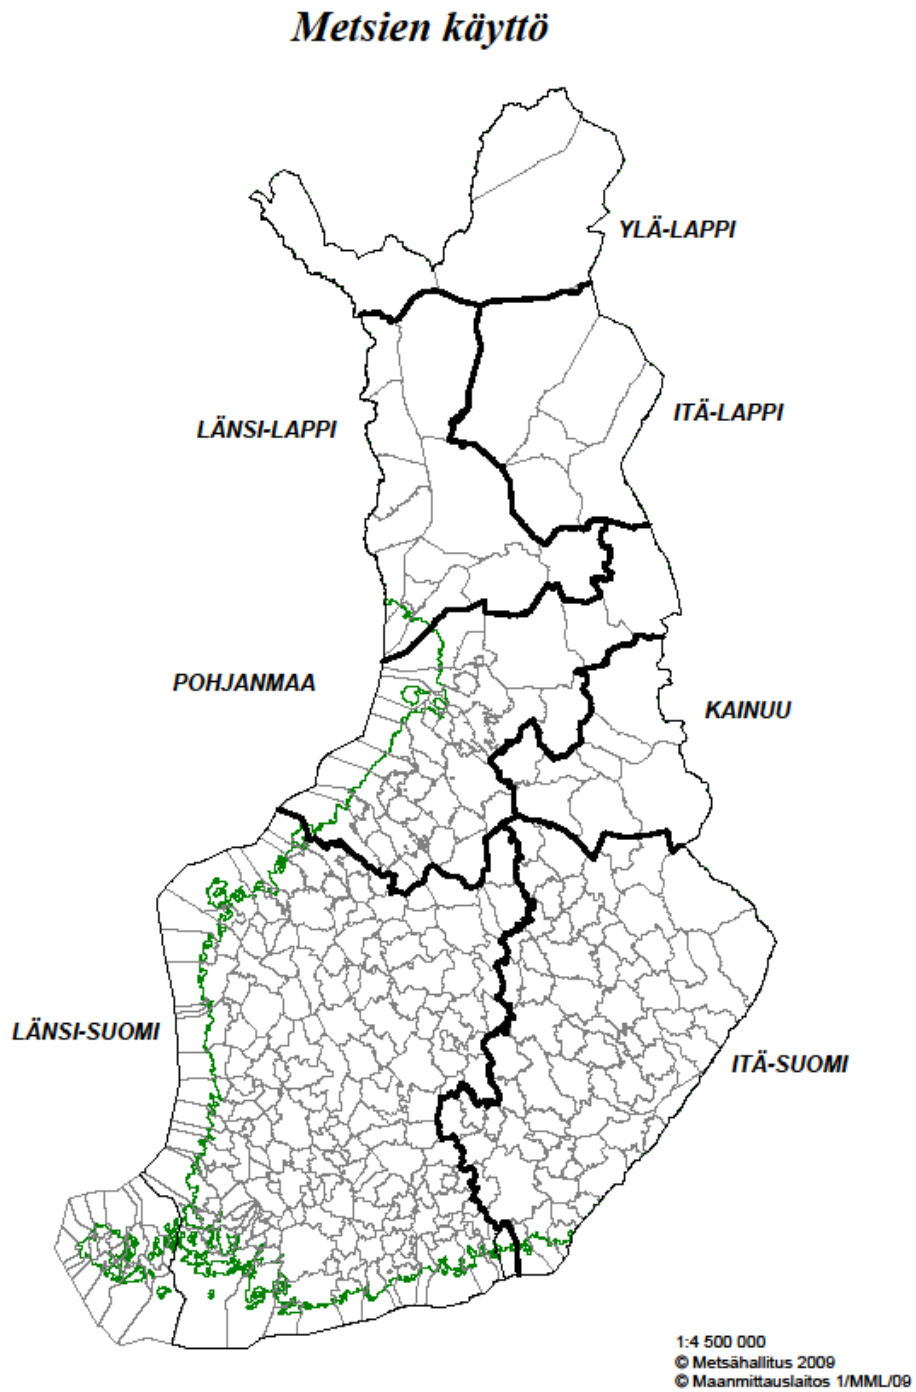 Metsien käyttö
YLÄ-LAPPI
ITÄ-LAPPI
LÄNSI-LAPPI
POHJANMAA
KAINUU
LÄNSI-SUOMI
ITÄ-SUOMI
1:4 500 000
© Metsähallitus 2009
© Maanmittauslaitos 1/MML/09